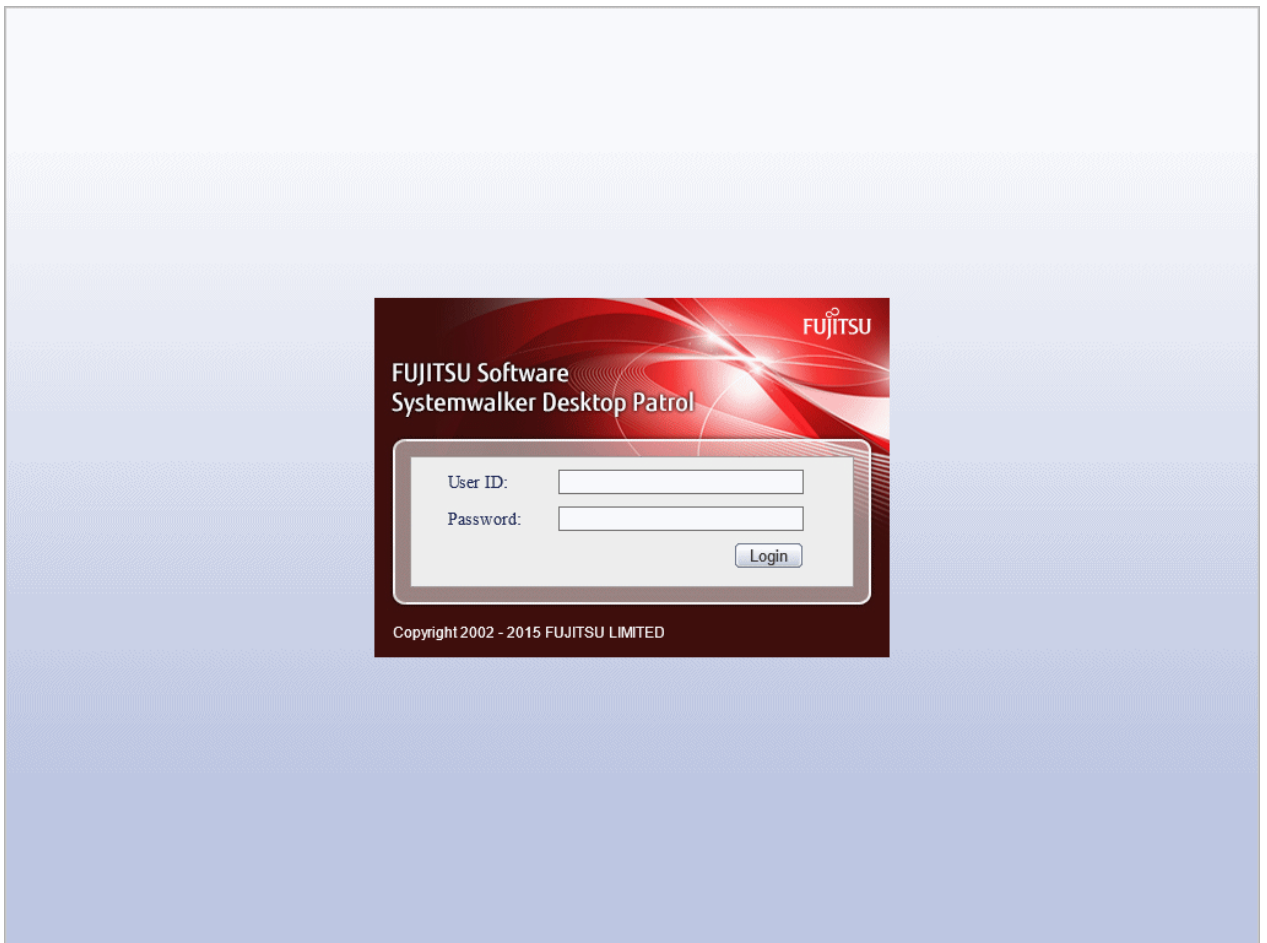 FUJITSU
FUJITSU Software
Systemwalker Desktop Patrol
User ID:
Password:
Login
Copyright 2002 - 2015 FUJITSU LIMITED